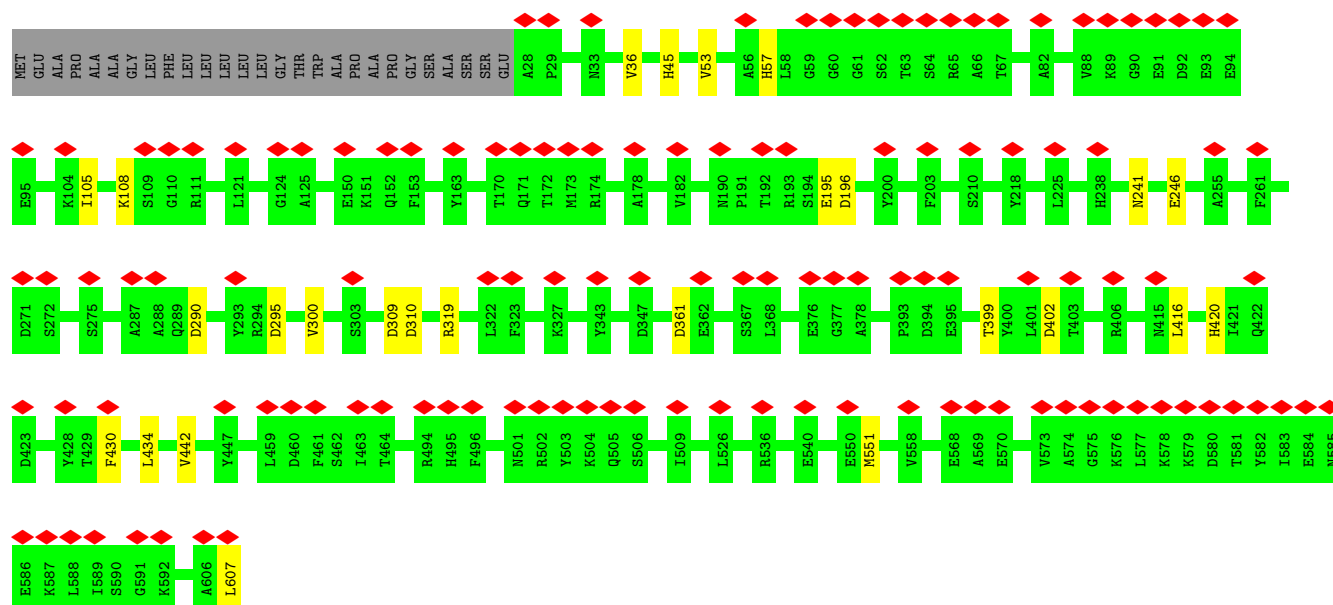 MET GLU ALA PRO ALA ALA GLY LEU PHE LEU LEU LEU LEU LEU GLY THR TRP ALA PRO ALA PRO GLY SER ALA SER SER GLU A28 P29 N33 V36 H45 V53 A56 H57 L58 G59 G60 G61 S62 T63 S64 R65 A66 T67 A82 V88 K89 G90 E91 D92 E93 E94
E95 K104 I105 K108 S109 G110 R111 L121 G124 A125 E150 K151 Q152 F153 Y163 T170 Q171 T172 M173 R174 A178 V182 N190 P191 T192 R193 S194 E195 D196 Y200 F203 S210 Y218 L225 H238 N241 E246 A255 F261
D271 S272 S275 A287 A288 Q289 D290 Y293 R294 D295 V300 S303 D309 D310 R319 L322 F323 K327 Y343 D347 D361 E362 S367 L368 E376 G377 A378 P393 D394 E395 T399 Y400 L401 D402 T403 R406 N415 L416 H420 I421 Q422
D423 Y428 T429 F430 L434 V442 Y447 L459 D460 F461 S462 I463 T464 R494 H495 F496 N501 R502 Y503 K504 Q505 S506 I509 L526 R536 E540 E550 M551 V558 E568 A569 E570 V573 A574 G575 K576 L577 K578 K579 D580 T581 Y582 I583 E584 N585
E586 K587 L588 I589 S590 G591 K592 A606 L607